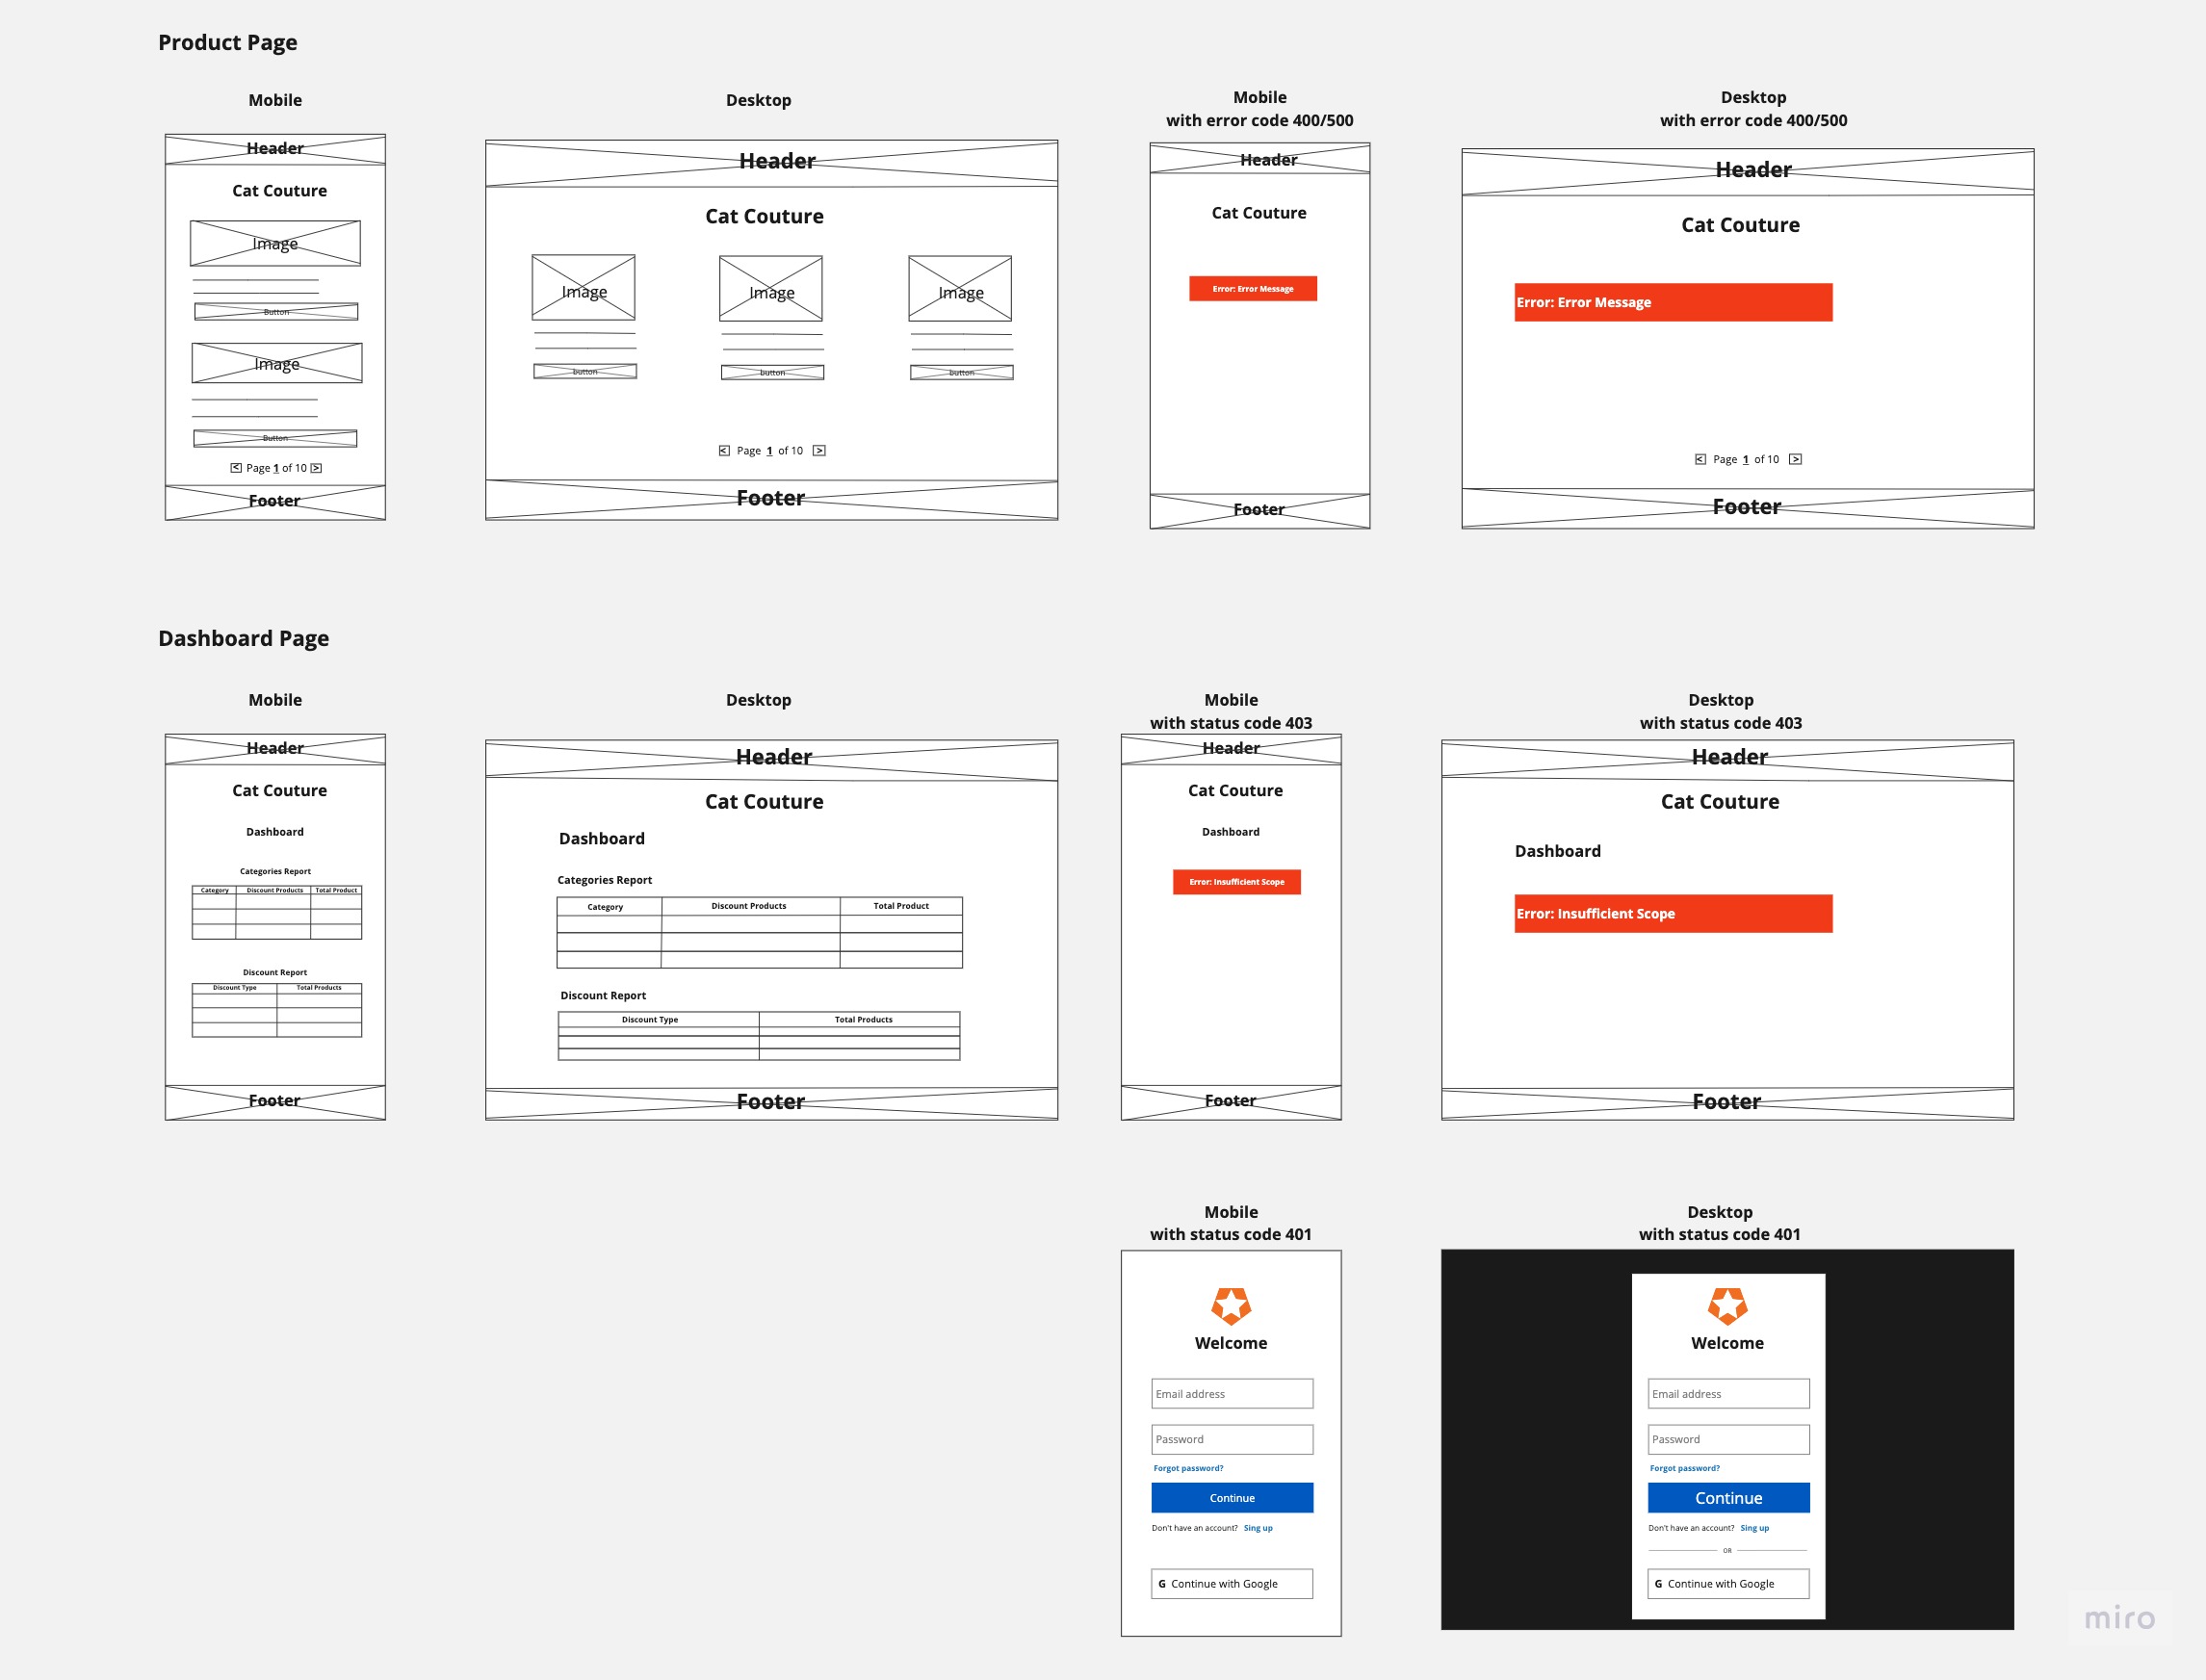 Product Page
Mobile
Header
Cat Couture
Image
Button
Image
Button
< Page 1 of 10 >
Footer
Desktop
Header
Cat Couture
Image
Image
Image
button
button
button
< Page 1 of 10 >
Footer
Mobile
with error code 400/500
Header
Cat Couture
Error: Error Message
Footer
Desktop
with error code 400/500
Header
Cat Couture
Error: Error Message
< Page 1 of 10 >
Footer
Dashboard Page
Mobile
Header
Cat Couture
Dashboard
Categories Report
Category Discount Products Total Product
Discount Report
Discount Type Total Products
Footer
Desktop
Header
Cat Couture
Dashboard
Categories Report
Category Discount Products Total Product
Discount Report
Discount Type Total Products
Footer
Mobile
with status code 403
Header
Cat Couture
Dashboard
Error: Insufficient Scope
Footer
Desktop
with status code 403
Header
Cat Couture
Dashboard
Error: Insufficient Scope
Footer
Mobile
with status code 401
Welcome
Email address
Password
Forgot password?
Continue
Don't have an account? Sing up
G Continue with Google
Desktop
with status code 401
Welcome
Email address
Password
Forgot password?
Continue
Don't have an account? Sing up
OR
G Continue with Google
miro